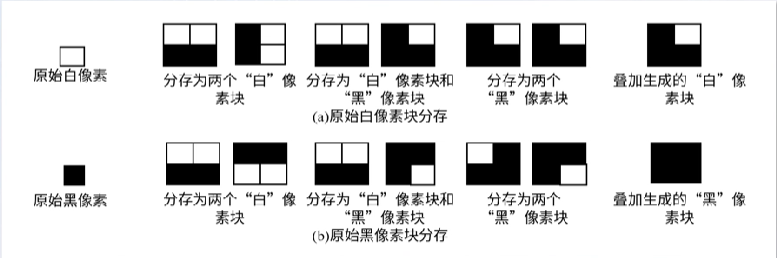 原始白像素
分存为两个“白”像
素块
分存为“白”像素块和
“黑”像素块
分存为两个
“黑”像素块
叠加生成的“白”像
素块
(a)原始白像素块分存
原始黑像素
分存为两个“白”像
素块
分存为“白”像素块和
“黑”像素块
分存为两个
“黑”像素块
叠加生成的“黑”像
素块
(b)原始黑像素块分存